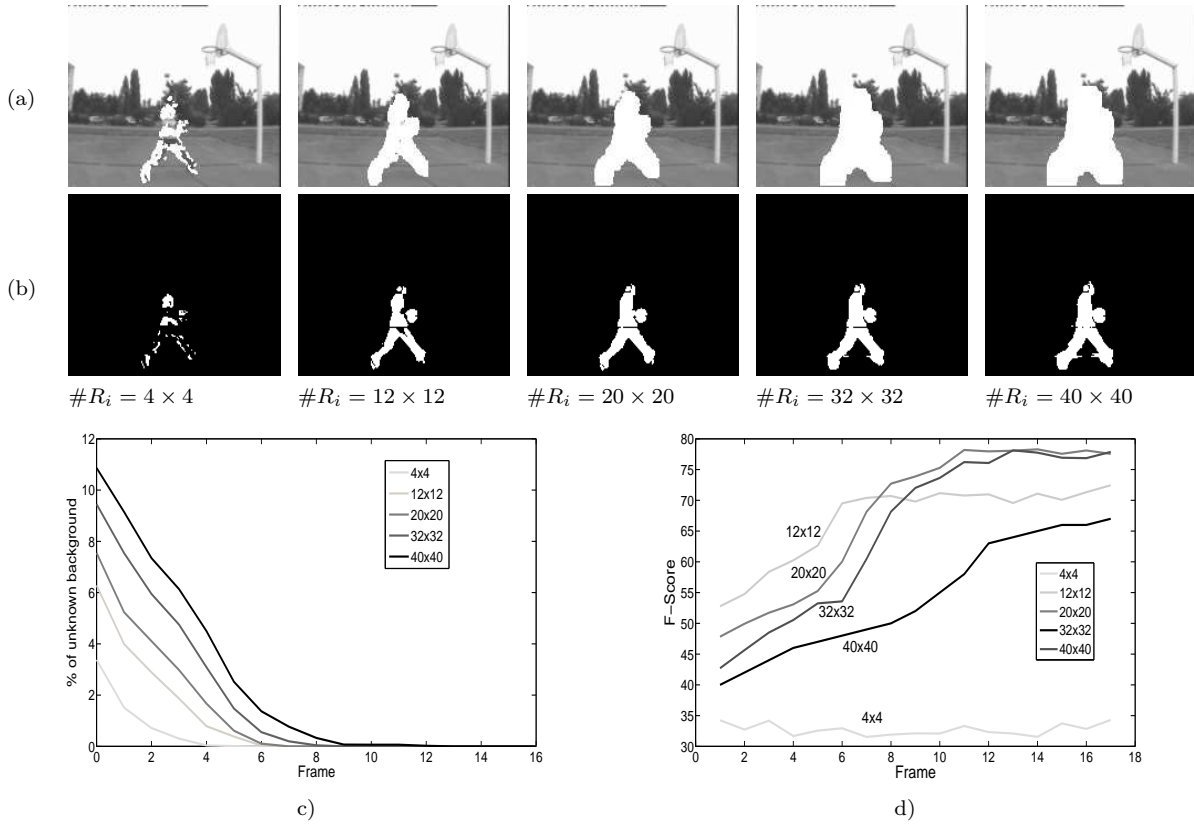 (a)
(b)
#R_i = 4 × 4
#R_i = 12 × 12
#R_i = 20 × 20
#R_i = 32 × 32
#R_i = 40 × 40
12
10
8
6
4
2
0
% of unknown background
4x4
12x12
20x20
32x32
40x40
0 2 4 6 8 10 12 14 16
Frame
c)
80
75
70
65
60
55
50
45
40
35
30
F-Score
12x12
20x20
32x32
40x40
4x4
4x4
12x12
20x20
32x32
40x40
0 2 4 6 8 10 12 14 16 18
Frame
d)